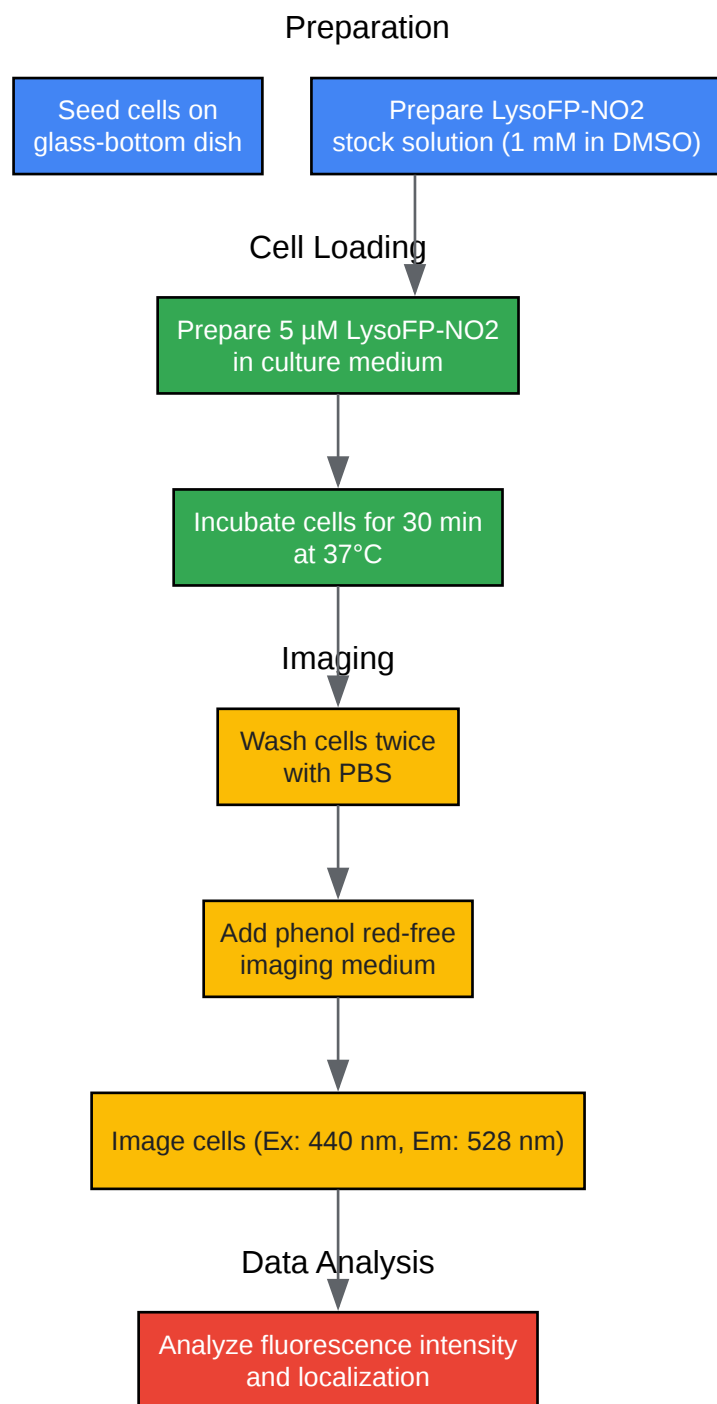 Preparation
Seed cells on
glass-bottom dish
Prepare LysoFP-NO2
stock solution (1 mM in DMSO)
Cell Loading
Prepare 5 µM LysoFP-NO2
in culture medium
Incubate cells for 30 min
at 37°C
Imaging
Wash cells twice
with PBS
Add phenol red-free
imaging medium
Image cells (Ex: 440 nm, Em: 528 nm)
Data Analysis
Analyze fluorescence intensity
and localization